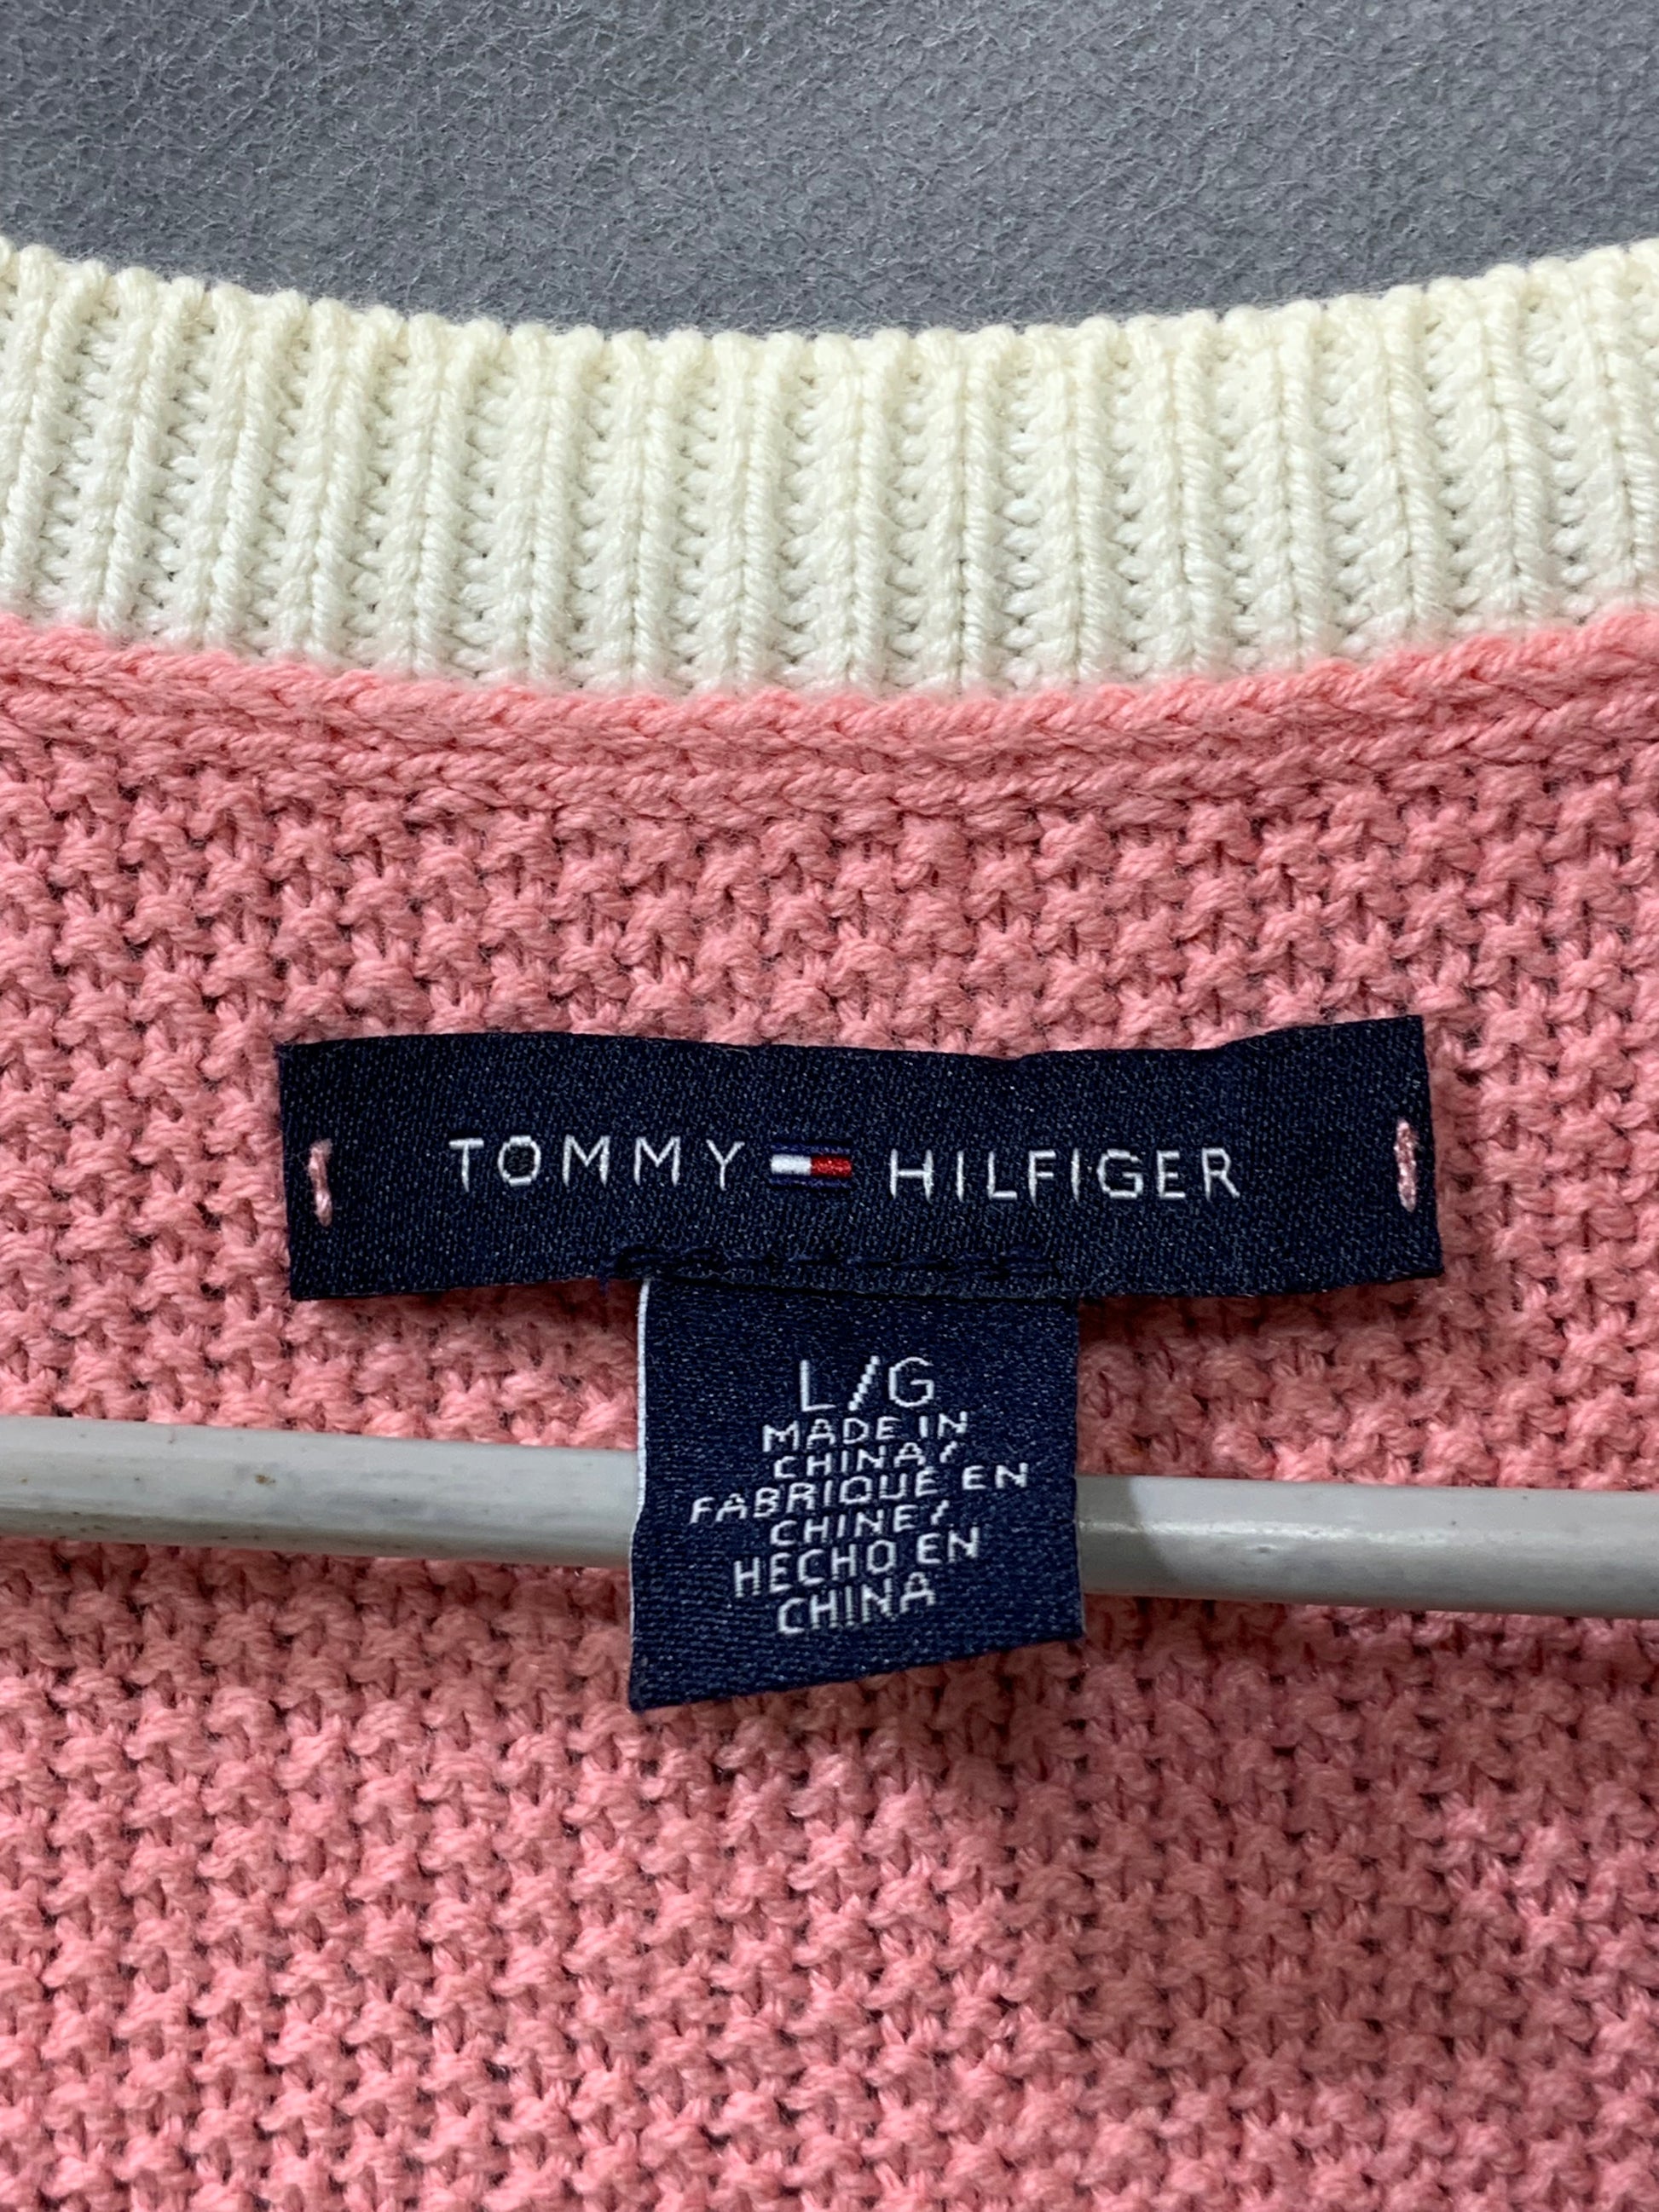 TOMMY HILFIGER
L/G
MADE IN
CHINA/
FABRIQUÉ EN
CHINE/
HECHO EN
CHINA